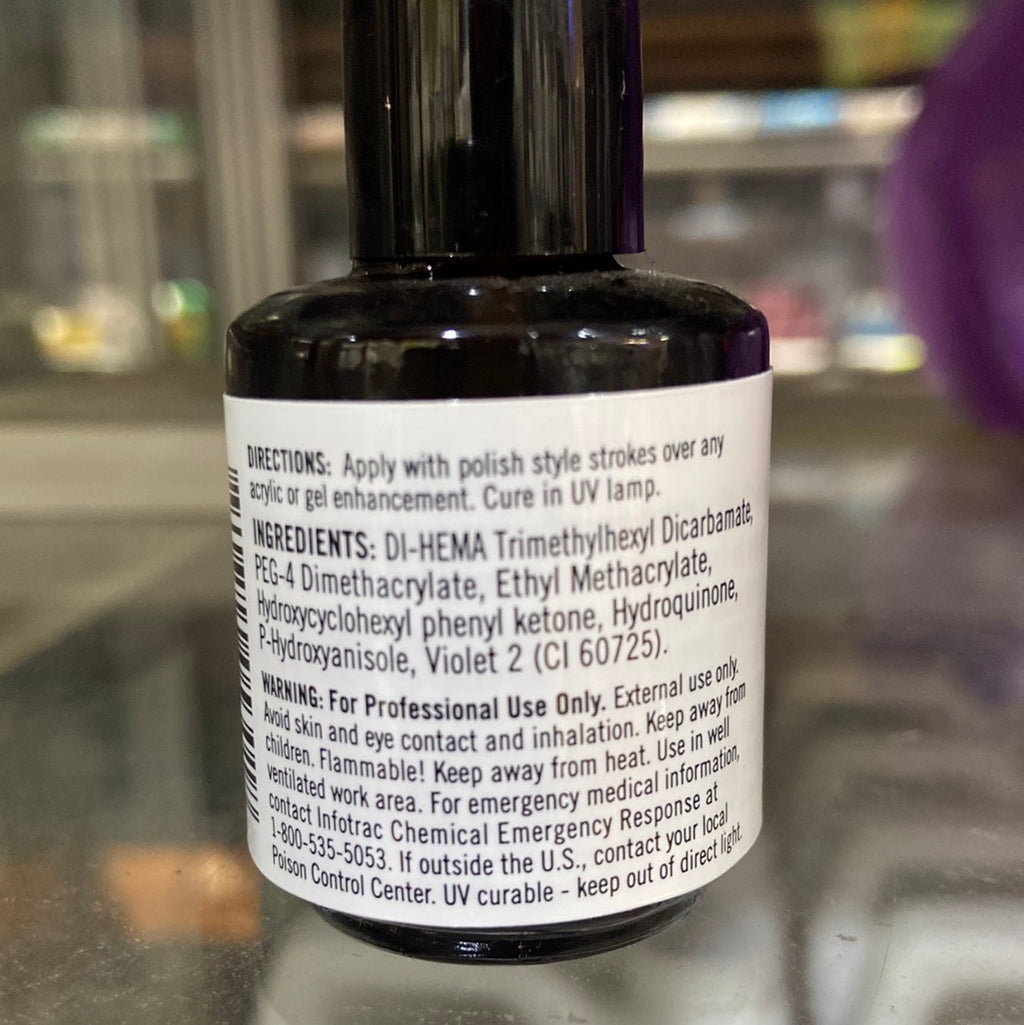 DIRECTIONS: Apply with polish style strokes over any
acrylic or gel enhancement. Cure in UV lamp.
INGREDIENTS: DI-HEMA Trimethylhexyl Dicarbamate,
PEG-4 Dimethacrylate, Ethyl Methacrylate,
Hydroxycyclohexyl phenyl ketone, Hydroquinone,
P-Hydroxyanisole, Violet 2 (CI 60725).
WARNING: For Professional Use Only. External use only.
Avoid skin and eye contact and inhalation. Keep away from
children. Flammable! Keep away from heat. Use in well
ventilated work area. For emergency medical information,
contact Infotrac Chemical Emergency Response at
1-800-535-5053. If outside the U.S., contact your local
Poison Control Center. UV curable - keep out of direct light.